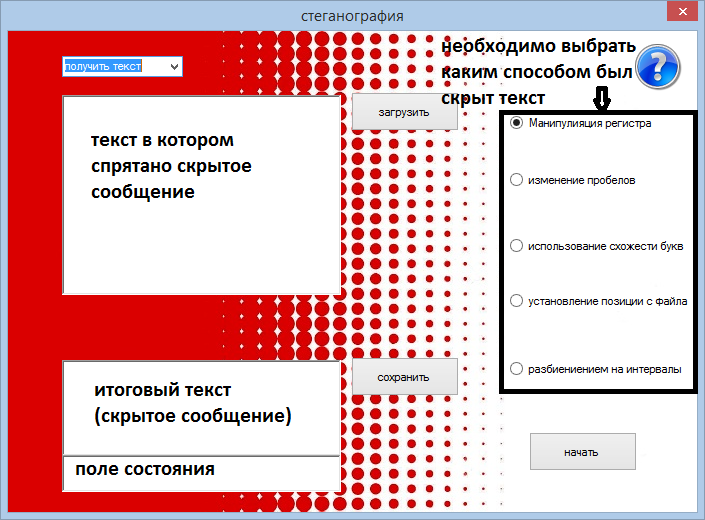 стеганография
необходимо выбрать
каким способом был
скрыт текст
получить текст
загрузить
текст в котором
спрятано скрытое
сообщение
Манипулияция регистра
изменение пробелов
использование схожести букв
установление позиции с файла
разбиениением на интервалы
сохранить
итоговый текст
(скрытое сообщение)
поле состояния
начать